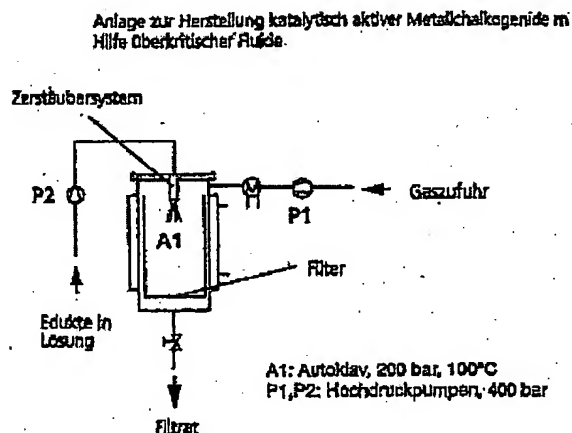 Anlage zur Herstellung katalytisch aktiver Metallchalkogenide m
Hilfe überkritischer Fluide.
Zerstäubersystem
P2
Gaszufuhr
P1
A1
Filter
Edukte in
Lösung
A1: Autoklav, 200 bar, 100°C
P1,P2: Hochdruckpumpen, 400 bar
Filtrat